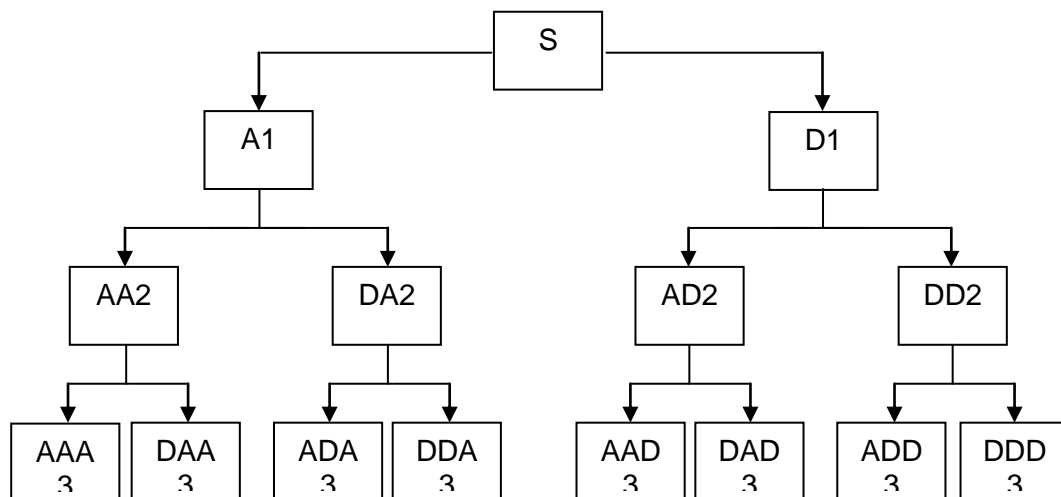 S
A1 D1
AA2 DA2 AD2 DD2
AAA DAA ADA DDA AAD DAD ADD DDD
3 3 3 3 3 3 3 3